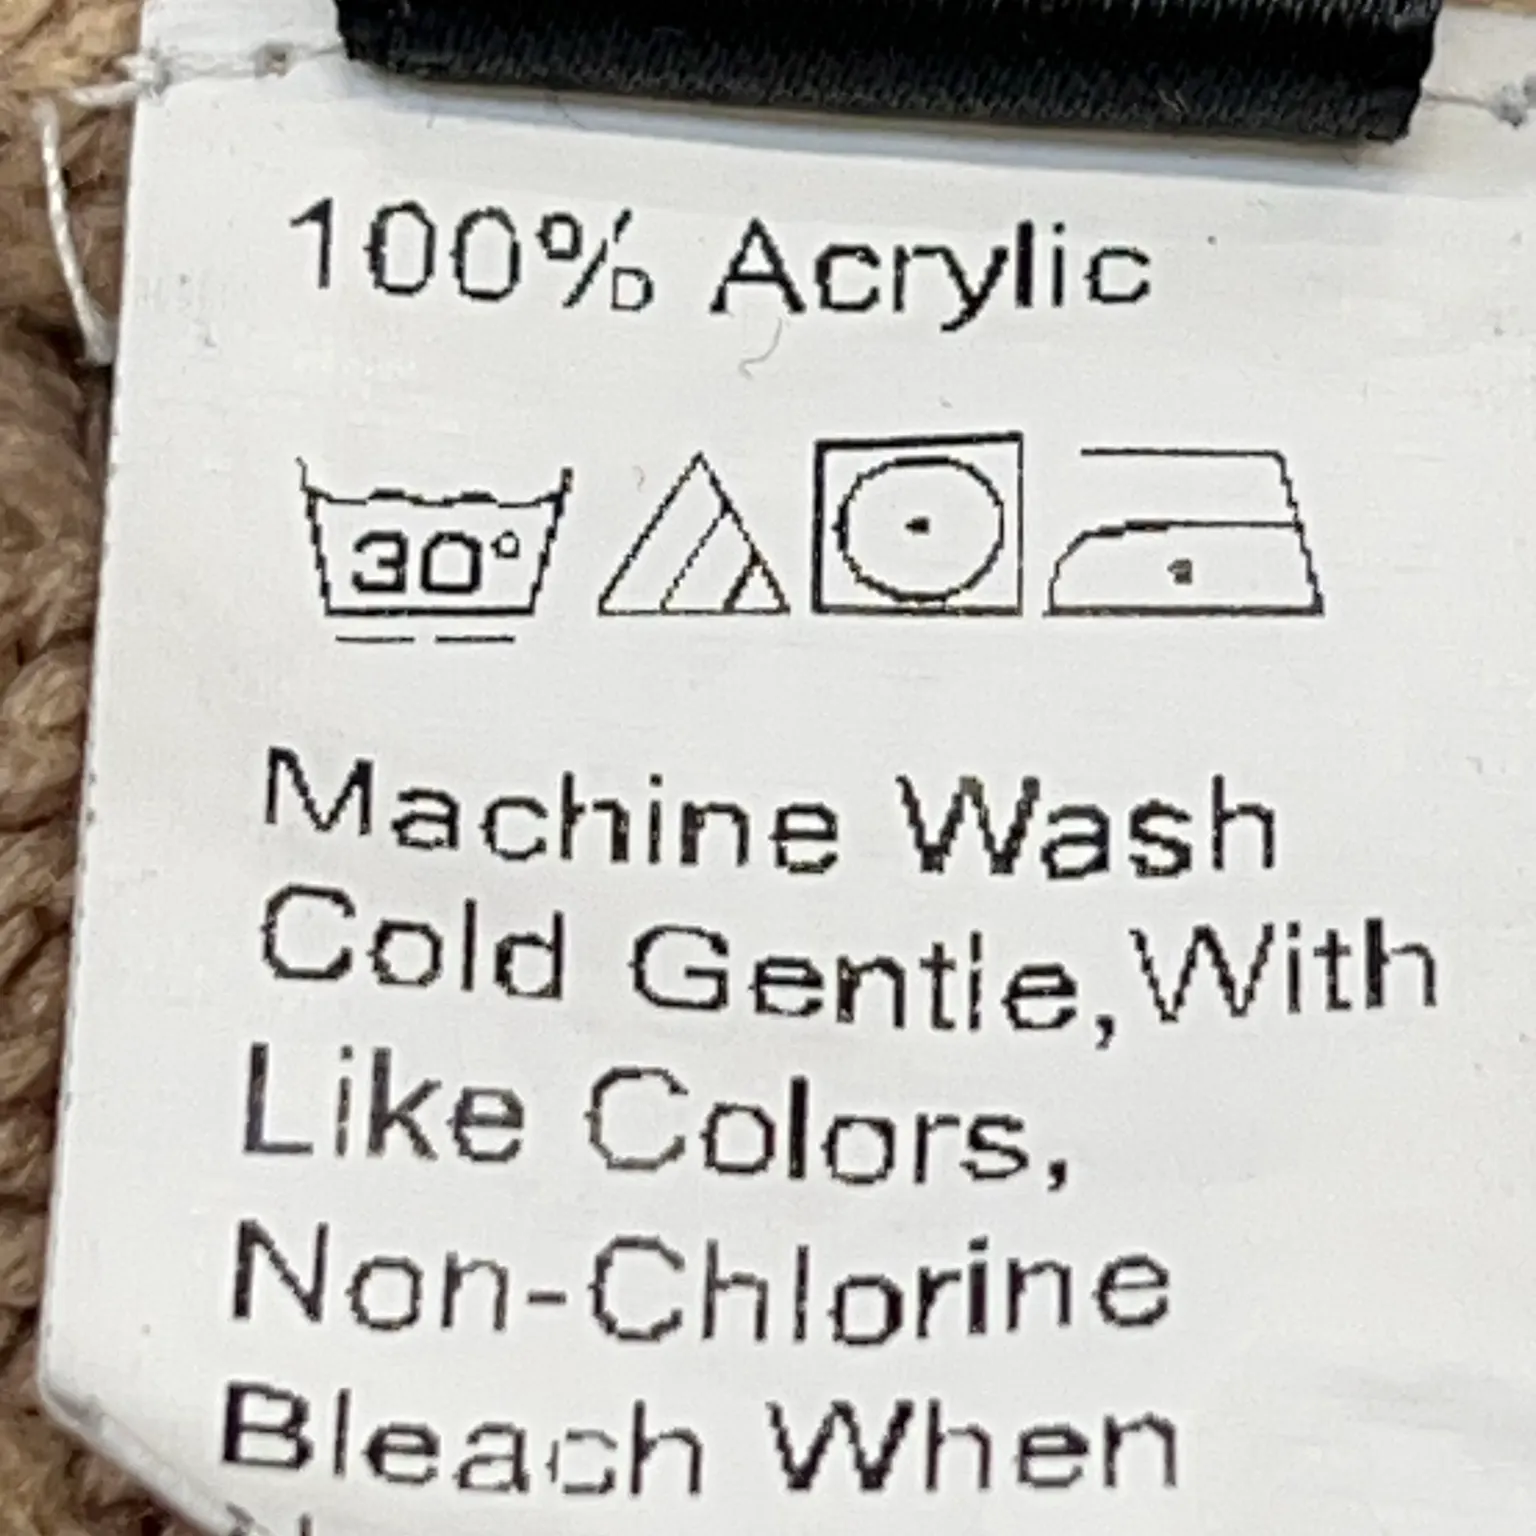 100% Acrylic
30°
Machine Wash
Cold Gentle,With
Like Colors,
Non-Chlorine
Bleach When